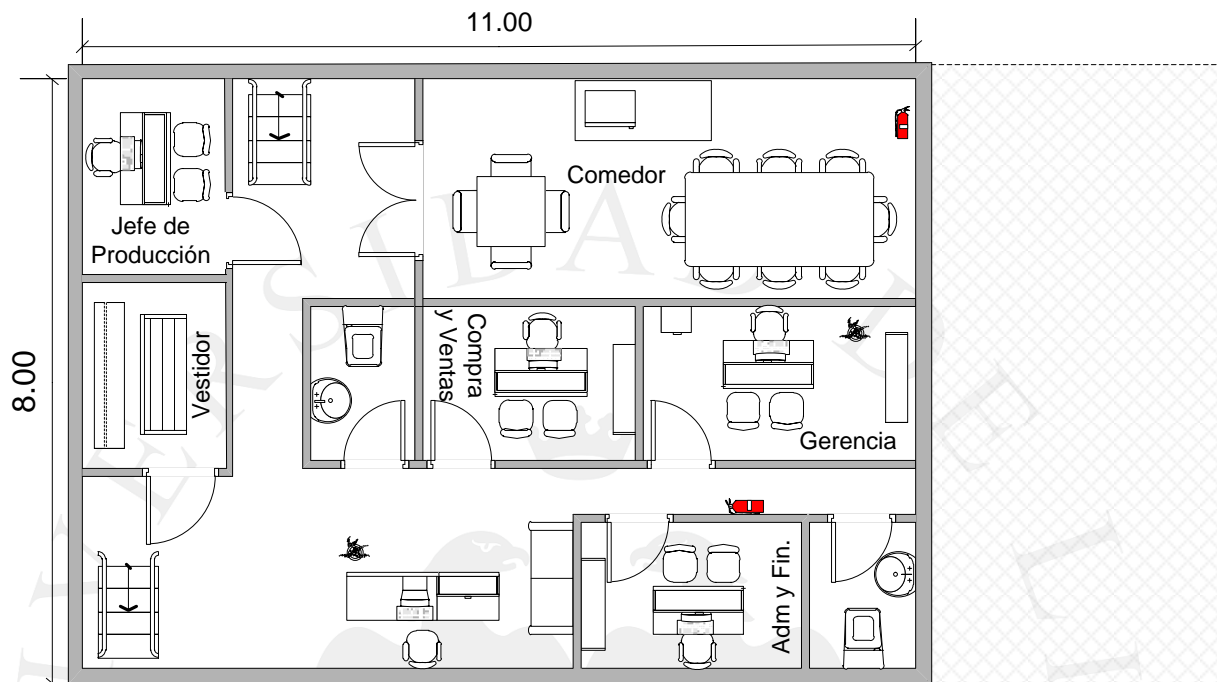 11.00
8.00
Jefe de
Producción
Comedor
Vestidor
Compra
y Ventas
Gerencia
Adm y Fin.